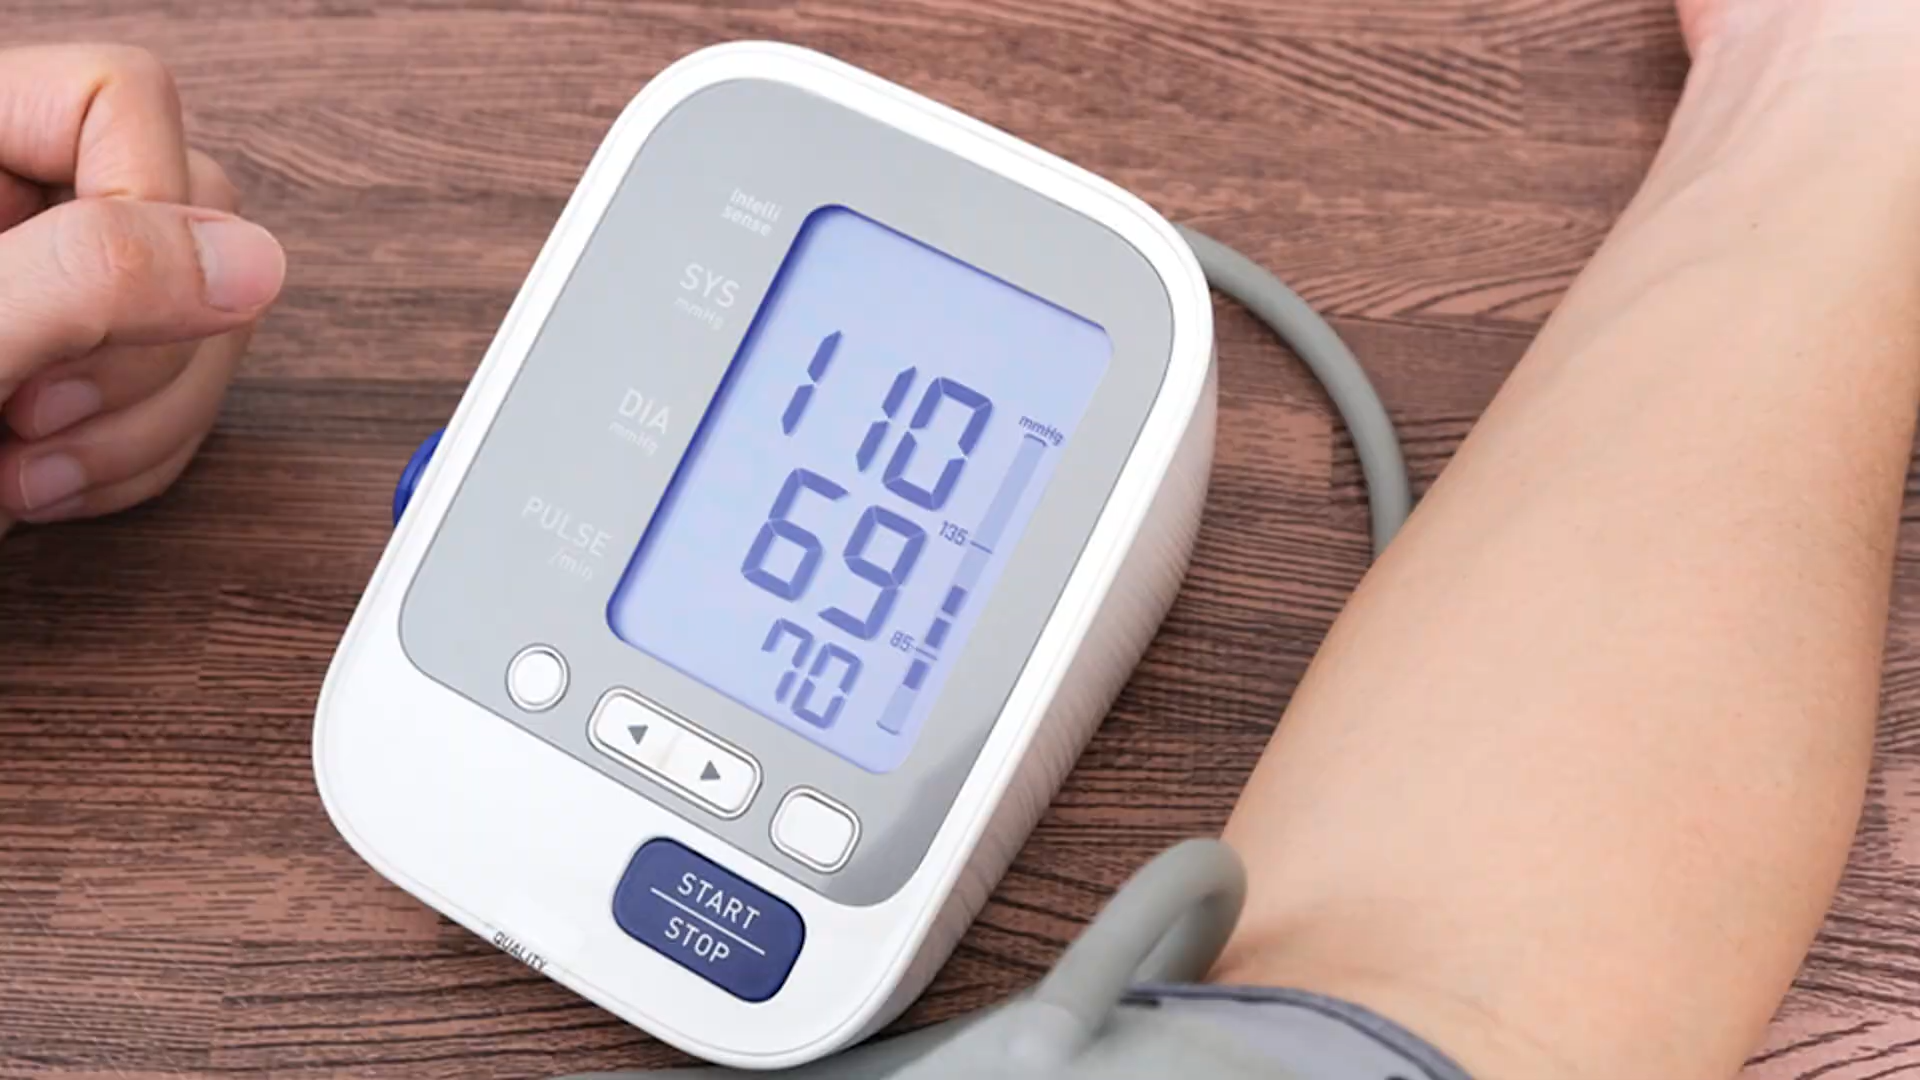 intelli
sense
SYS
mmHg
110
mmHg
DIA
mmHg
69
135
PULSE
/min
85
70
START
STOP
QUALITY